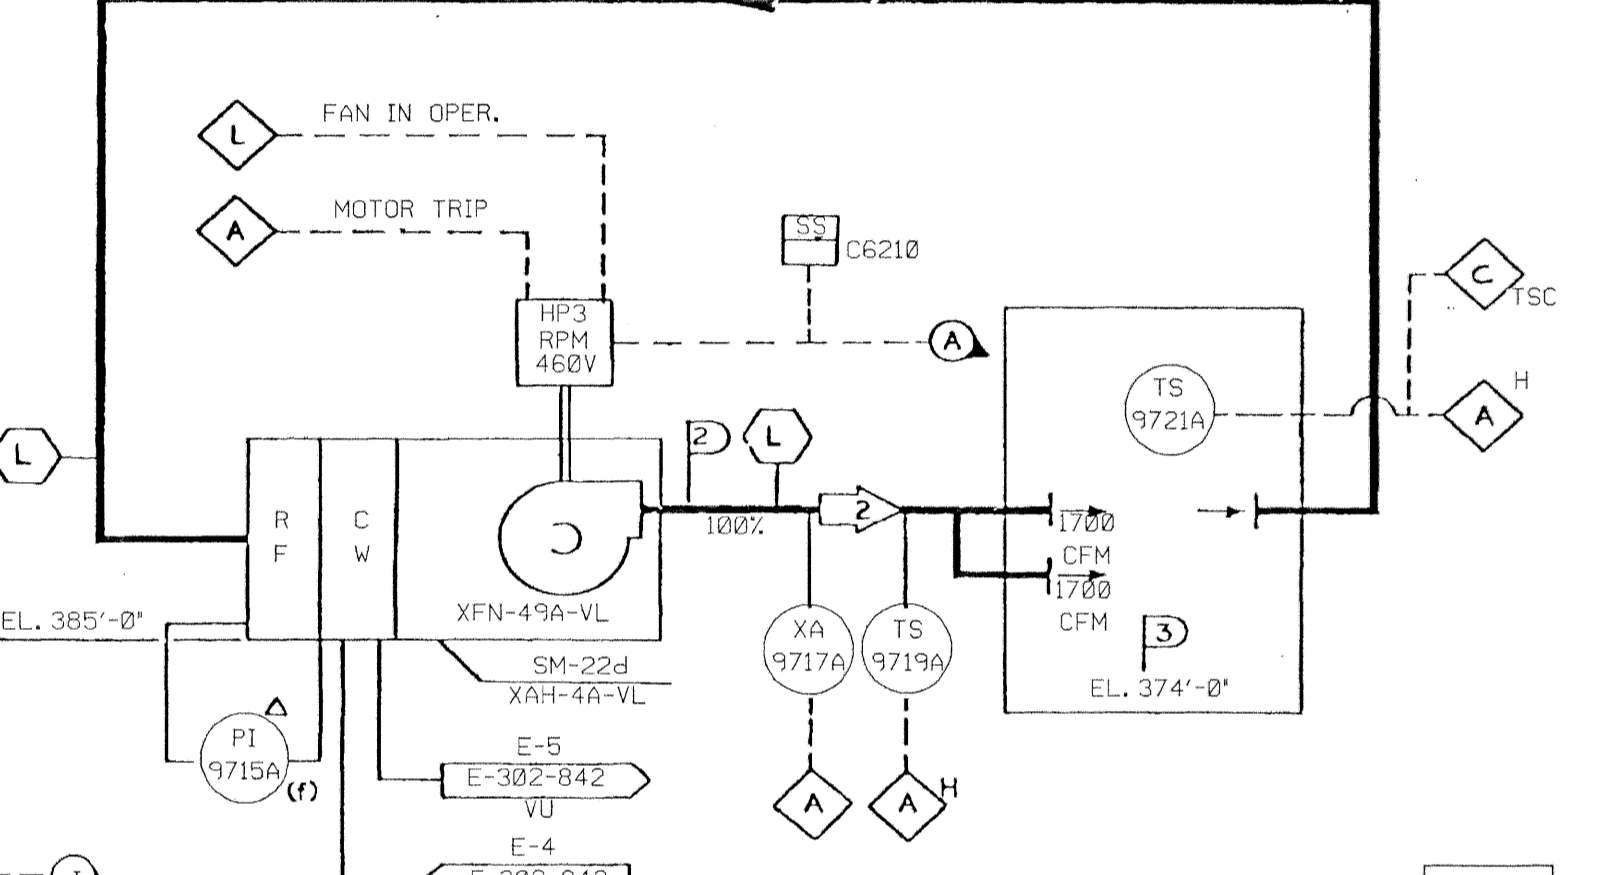 FAN IN OPER.
L
MOTOR TRIP
A
SS
C6210
C
TSC
HP3
RPM
460V
A
H
TS
9721A
A
L
2
L
R
F
C
W
2
100%
1700
CFM
1700
CFM
XFN-49A-VL
EL. 385'-0"
XA
9717A
TS
9719A
3
SM-22d
XAH-4A-VL
EL. 374'-0"
Δ
PI
9715A
(f)
E-5
E-302-842
VU
A
A
H
E-4